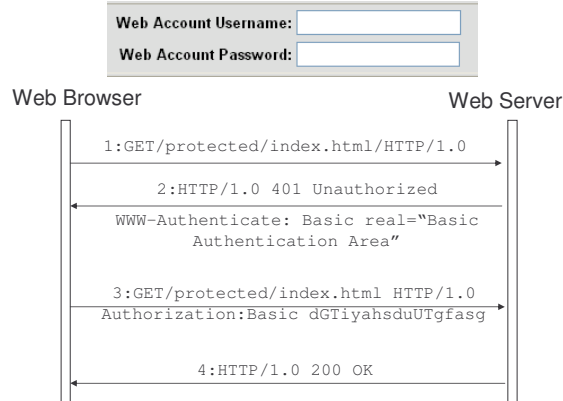 Web Account Username:
Web Account Password:
Web Browser
Web Server
1:GET/protected/index.html/HTTP/1.0
2:HTTP/1.0 401 Unauthorized
WWW-Authenticate: Basic real=“Basic
Authentication Area”
3:GET/protected/index.html HTTP/1.0
Authorization:Basic dGTiyahsduUTgfasg
4:HTTP/1.0 200 OK